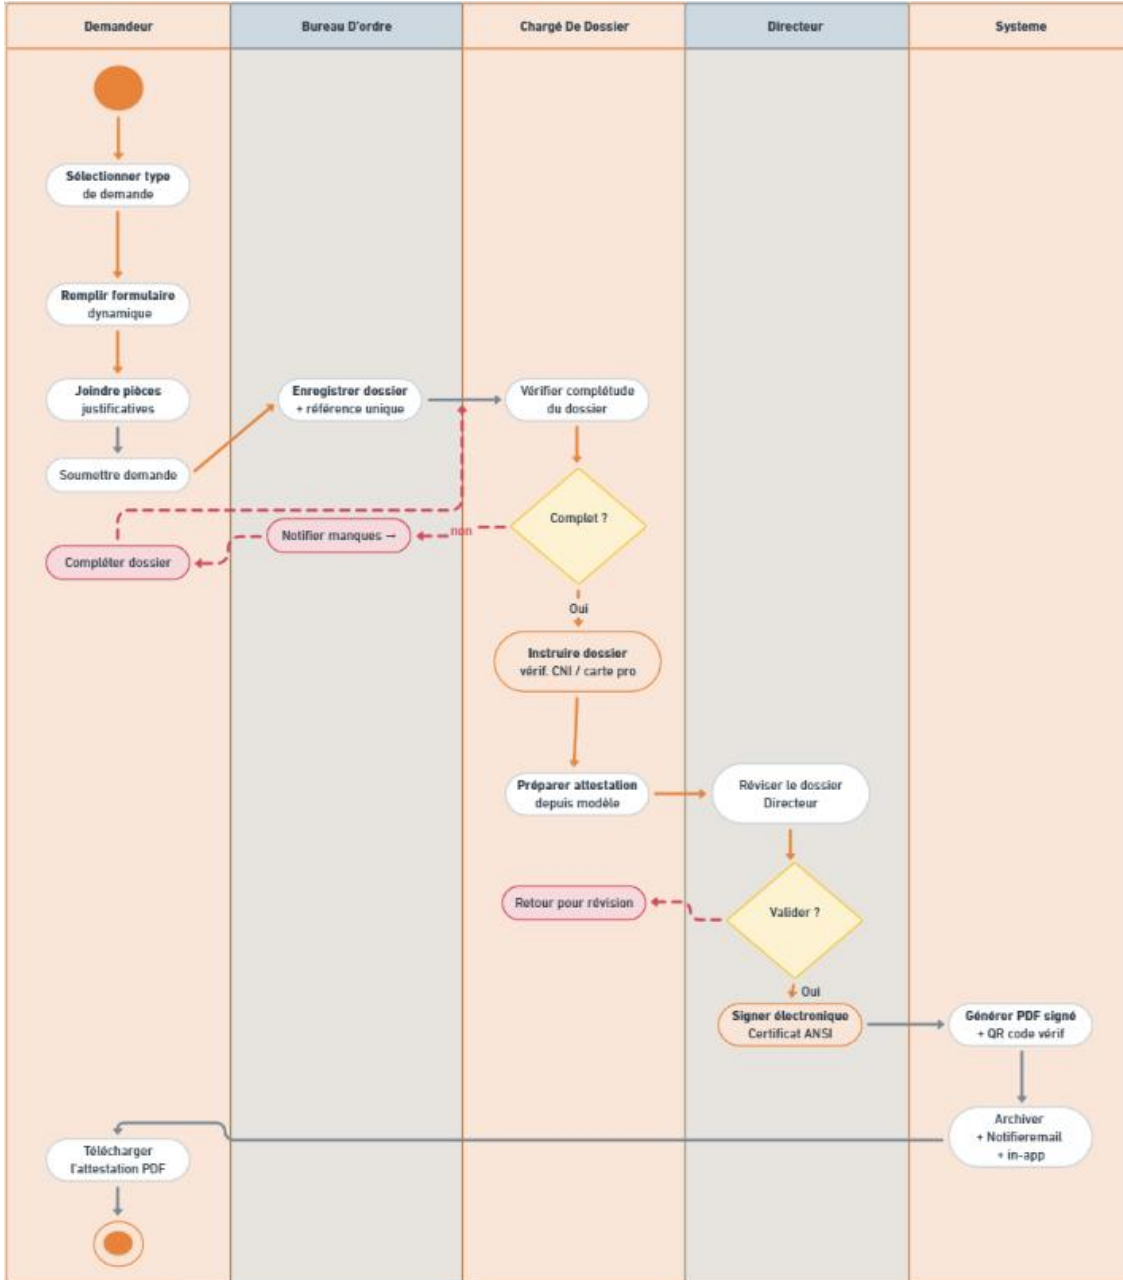 Demandeur
Bureau D'ordre
Chargé De Dossier
Directeur
Systeme
Sélectionner type
de demande
Remplir formulaire
dynamique
Joindre pièces
justificatives
Enregistrer dossier
+ référence unique
Vérifier complétude
du dossier
Soumettre demande
Complet ?
non
Notifier manques →
Compléter dossier
Oui
Instruire dossier
vérif. CNI / carte pro
Préparer attestation
depuis modèle
Réviser le dossier
Directeur
Retour pour révision
Valider ?
Oui
Signer électronique
Certificat ANSI
Générer PDF signé
+ QR code vérif
Archiver
+ Notifieremail
+ in-app
Télécharger
l'attestation PDF